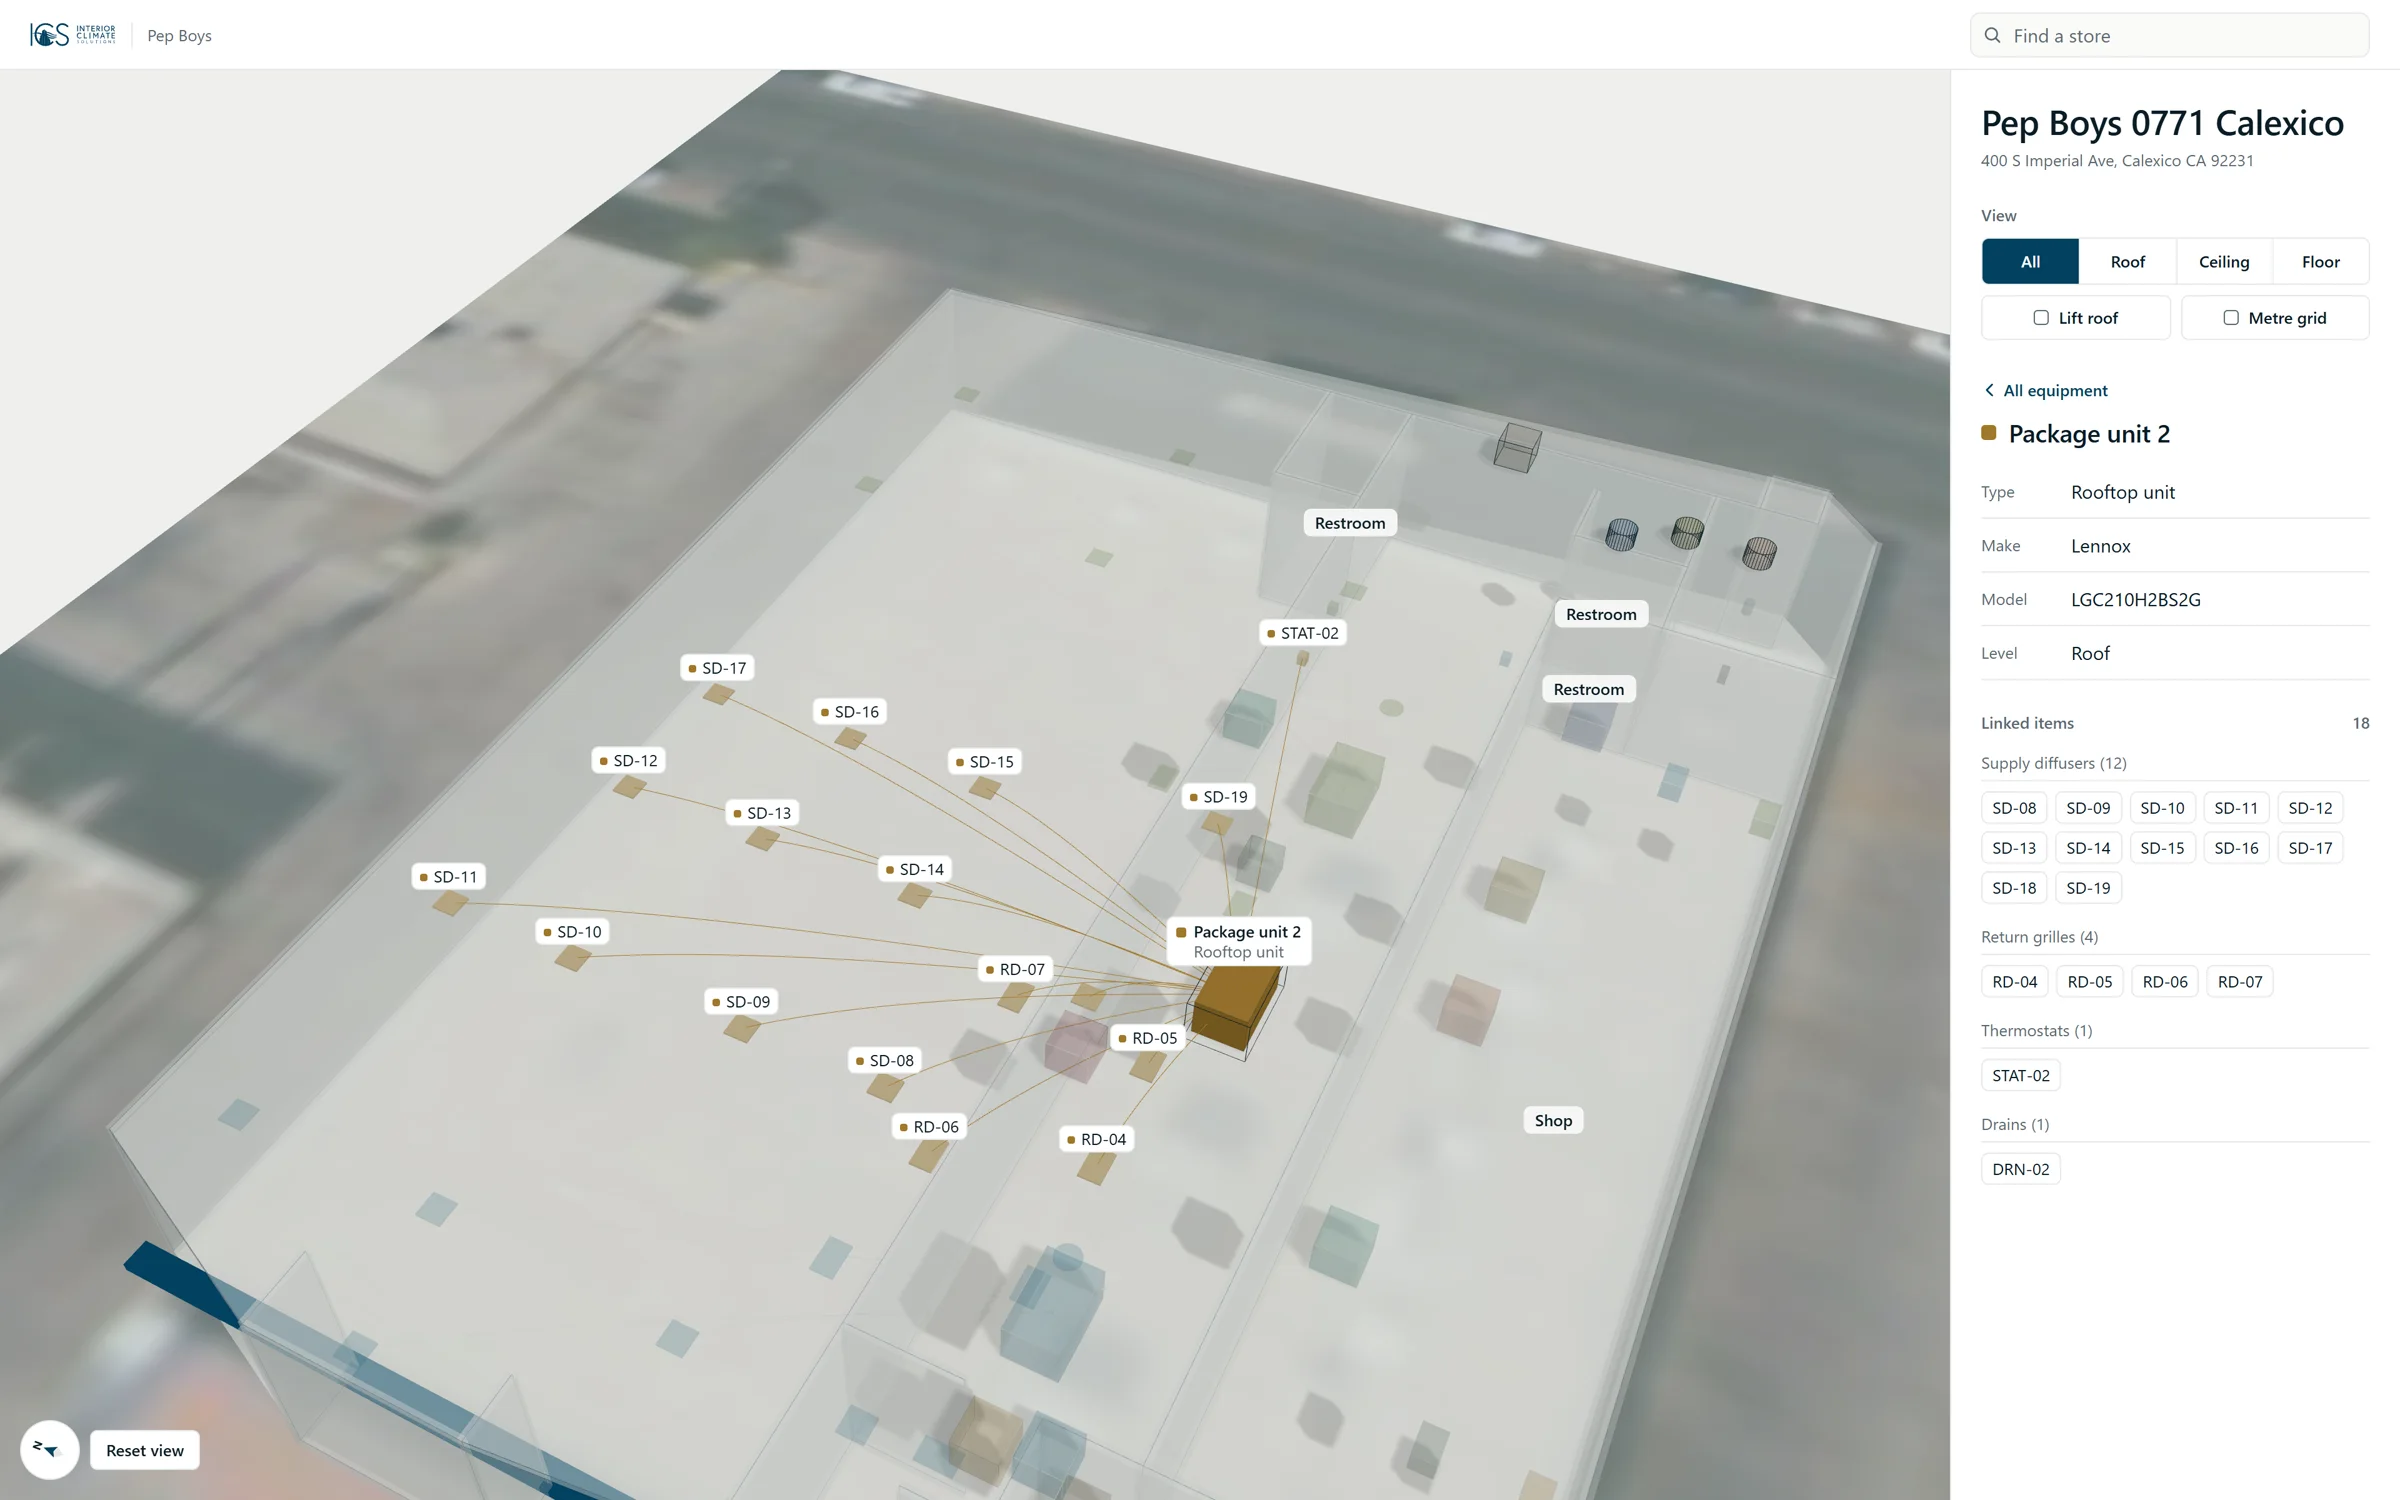 ICS INTERIOR CLIMATE SOLUTIONS
Pep Boys
Find a store
Pep Boys 0771 Calexico
400 S Imperial Ave, Calexico CA 92231
View
All
Roof
Ceiling
Floor
Lift roof
Metre grid
All equipment
Package unit 2
Type
Rooftop unit
Make
Lennox
Model
LGC210H2BS2G
Level
Roof
Linked items
18
Supply diffusers (12)
SD-08
SD-09
SD-10
SD-11
SD-12
SD-13
SD-14
SD-15
SD-16
SD-17
SD-18
SD-19
Return grilles (4)
RD-04
RD-05
RD-06
RD-07
Thermostats (1)
STAT-02
Drains (1)
DRN-02
Restroom
Restroom
STAT-02
SD-17
Restroom
SD-16
SD-12
SD-15
SD-19
SD-13
SD-14
SD-11
SD-10
Package unit 2
Rooftop unit
RD-07
SD-09
RD-05
SD-08
Shop
RD-06
RD-04
N
Reset view